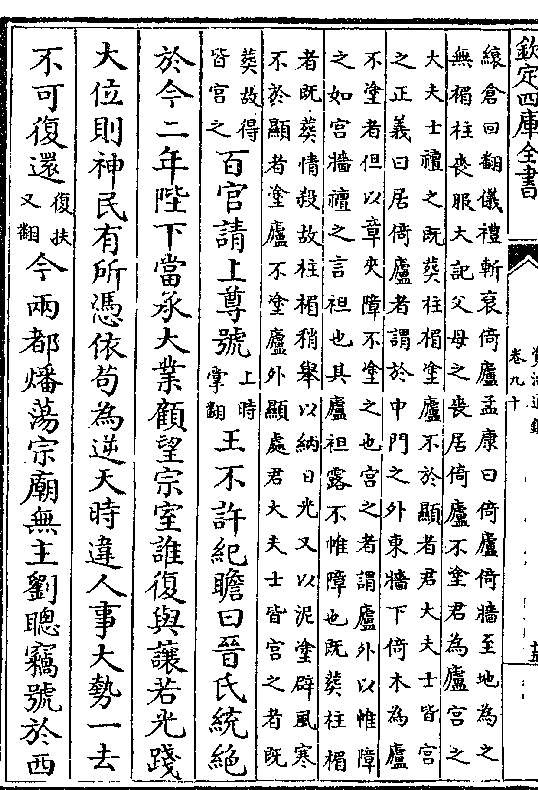 欽定四庫全書
資治通鑑
卷九十
縗倉回翻儀禮斬衰倚廬孟康曰倚廬倚牆至地為之
無楣柱喪服大記父母之喪居倚廬不塗君為廬宮之
大夫士襢之既葬柱楣塗廬不於顯者君大夫士皆宮
之正義曰居倚廬者謂於中門之外東牆下倚木為廬
不塗者但以草夾障不塗之也宮之者謂廬外以帷障
之如宮牆襢之言袒也其廬袒露不帷障也既葬柱楣
者既葬情殺故柱楣稍舉以納日光又以泥塗辟風寒
不於顯者塗廬不塗廬外顯處君大夫士皆宮之者既
葬故得皆宮之百官請上尊號上時掌翻王不許紀瞻曰晉氏統絶
於今二年陛下當承大業顧望宗室誰復與讓若光踐
大位則神民有所憑依苟為逆天時違人事大勢一去
不可復還復扶又翻今兩都燔蕩宗廟無主劉聰竊號於西